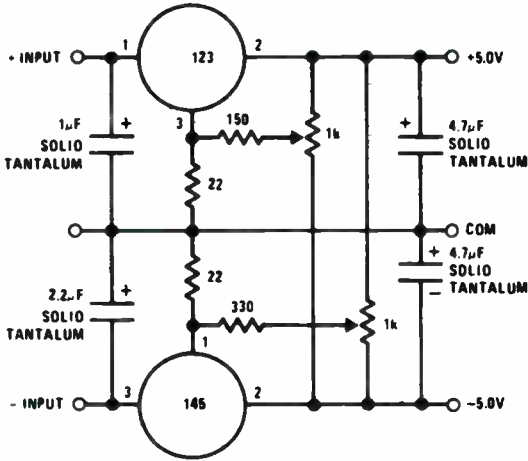 + INPUT
1
123
2
+5.0V
3
150
1k
1µF
SOLIO
TANTALUM
+
22
+
4.7µF
SOLIO
TANTALUM
COM
22
+
4.7µF
SOLIO
TANTALUM
−
2.2µF
SOLIO
TANTALUM
+
330
1k
1
- INPUT
3
145
2
-5.0V